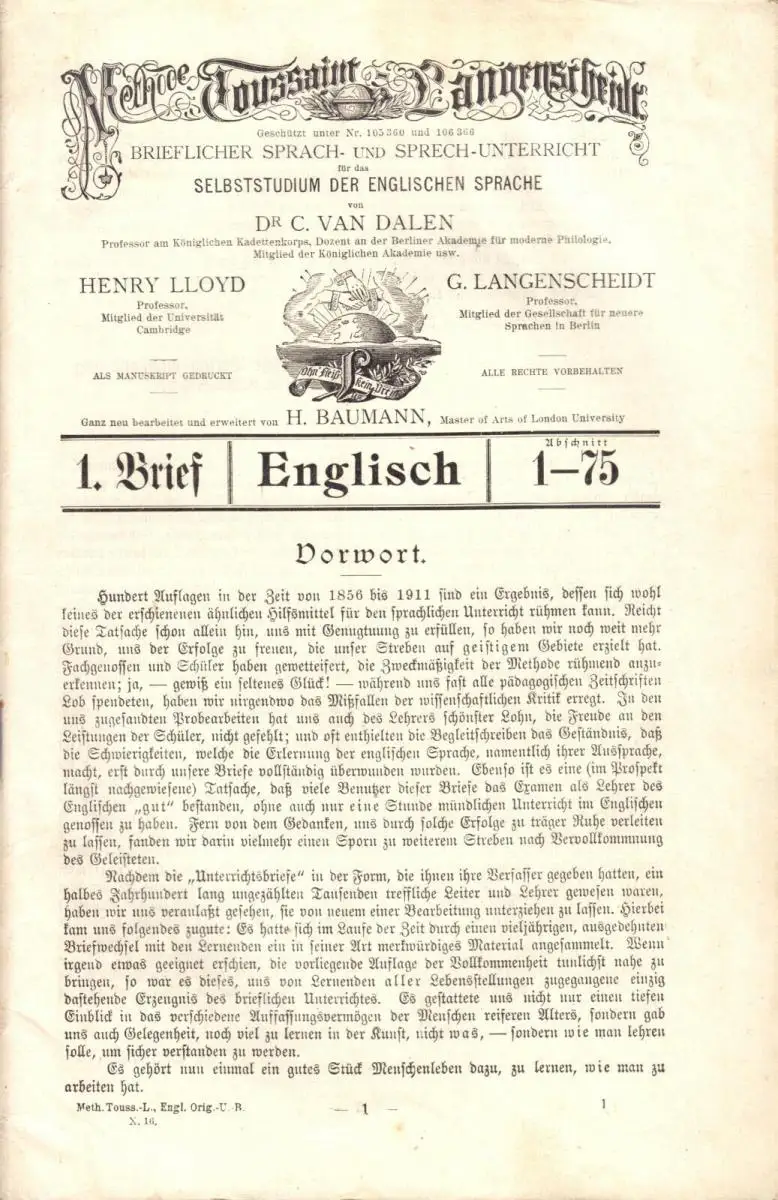 Methode Toussaint Langenscheidt.
Geschützt unter Nr. 105360 und 106366
BRIEFLICHER SPRACH- UND SPRECH-UNTERRICHT
für das
SELBSTSTUDIUM DER ENGLISCHEN SPRACHE
von
DR C. VAN DALEN
Professor am Königlichen Kadettenkorps, Dozent an der Berliner Akademie für moderne Philologie,
Mitglied der Königlichen Akademie usw.
HENRY LLOYD
Professor,
Mitglied der Universität
Cambridge
G. LANGENSCHEIDT
Professor,
Mitglied der Gesellschaft für neuere
Sprachen in Berlin
Ohn' Fleiß
L
kein Preis
ALS MANUSKRIPT GEDRUCKT
ALLE RECHTE VORBEHALTEN
Ganz neu bearbeitet und erweitert von H. BAUMANN, Master of Arts of London University
1. Brief
Englisch
Abschnitt
1—75
Vorwort.
Hundert Auflagen in der Zeit von 1856 bis 1911 sind ein Ergebnis, dessen sich wohl
keines der erschienenen ähnlichen Hilfsmittel für den sprachlichen Unterricht rühmen kann. Reicht
diese Tatsache schon allein hin, uns mit Genugtuung zu erfüllen, so haben wir noch weit mehr
Grund, uns der Erfolge zu freuen, die unser Streben auf geistigem Gebiete erzielt hat.
Fachgenossen und Schüler haben gewetteifert, die Zweckmäßigkeit der Methode rühmend anzu-
erkennen; ja, — gewiß ein seltenes Glück! — während uns fast alle pädagogischen Zeitschriften
Lob spendeten, haben wir nirgendwo das Mißfallen der wissenschaftlichen Kritik erregt. In den
uns zugesandten Probearbeiten hat uns auch des Lehrers schönster Lohn, die Freude an den
Leistungen der Schüler, nicht gefehlt; und oft enthielten die Begleitschreiben das Geständnis, daß
die Schwierigkeiten, welche die Erlernung der englischen Sprache, namentlich ihrer Aussprache,
macht, erst durch unsere Briefe vollständig überwunden wurden. Ebenso ist es eine (im Prospekt
längst nachgewiesene) Tatsache, daß viele Benutzer dieser Briefe das Examen als Lehrer des
Englischen „gut“ bestanden, ohne auch nur eine Stunde mündlichen Unterricht im Englischen
genossen zu haben. Fern von dem Gedanken, uns durch solche Erfolge zu träger Ruhe verleiten
zu lassen, fanden wir darin vielmehr einen Sporn zu weiterem Streben nach Vervollkommnung
des Geleisteten.
Nachdem die „Unterrichtsbriefe“ in der Form, die ihnen ihre Verfasser gegeben hatten, ein
halbes Jahrhundert lang ungezählten Tausenden treffliche Leiter und Lehrer gewesen waren,
haben wir uns veranlaßt gesehen, sie von neuem einer Bearbeitung unterziehen zu lassen. Hierbei
kam uns folgendes zugute: Es hatte sich im Laufe der Zeit durch einen vieljährigen, ausgedehnten
Briefwechsel mit den Lernenden ein in seiner Art merkwürdiges Material angesammelt. Wenn
irgend etwas geeignet erschien, die vorliegende Auflage der Vollkommenheit tunlichst nahe zu
bringen, so war es dieses, uns von Lernenden aller Lebensstellungen zugegangene einzig
dastehende Erzeugnis des brieflichen Unterrichtes. Es gestattete uns nicht nur einen tiefen
Einblick in das verschiedene Auffassungsvermögen der Menschen reiferen Alters, sondern gab
uns auch Gelegenheit, noch viel zu lernen in der Kunst, nicht was, — sondern wie man lehren
solle, um sicher verstanden zu werden.
Es gehört nun einmal ein gutes Stück Menschenleben dazu, zu lernen, wie man zu
arbeiten hat.
Meth. Touss.-L., Engl. Orig.-U. B.
X. 16.
— 1 —
1